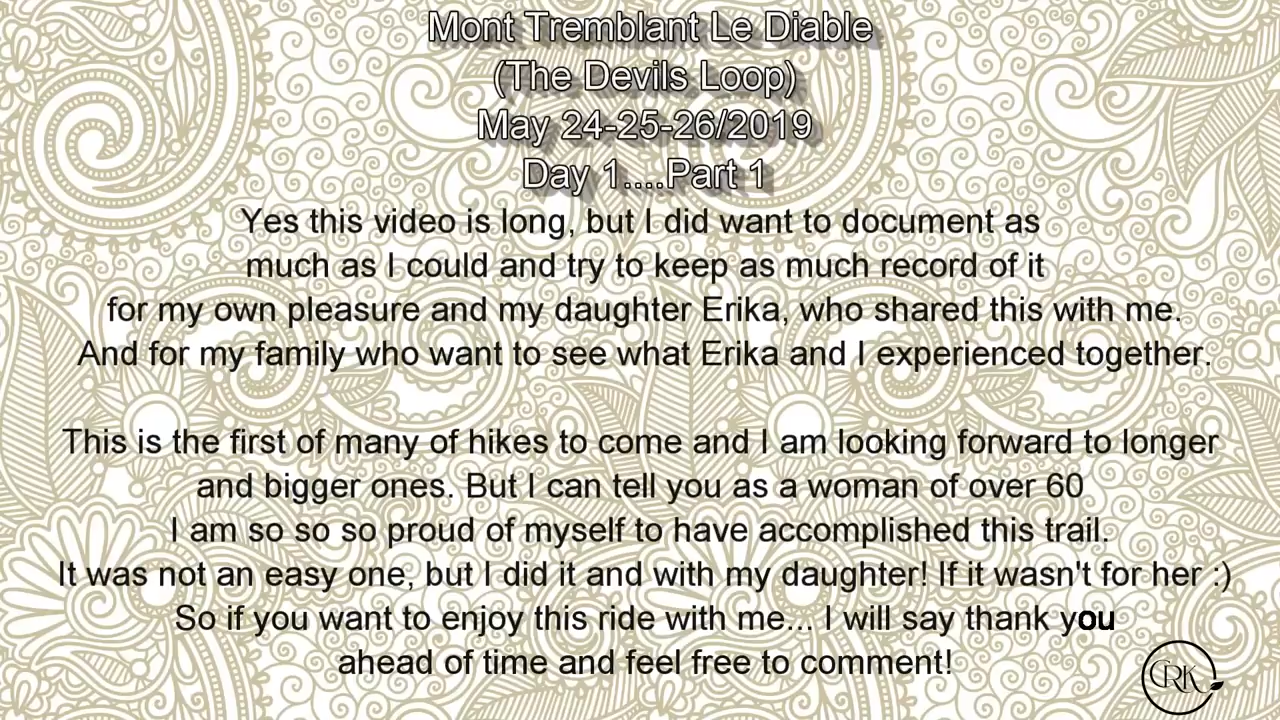 Mont Tremblant Le Diable
(The Devils Loop)
May 24-25-26/2019
Day 1....Part 1
Yes this video is long, but I did want to document as
much as I could and try to keep as much record of it
for my own pleasure and my daughter Erika, who shared this with me.
And for my family who want to see what Erika and I experienced together.
This is the first of many of hikes to come and I am looking forward to longer
and bigger ones. But I can tell you as a woman of over 60
I am so so so proud of myself to have accomplished this trail.
It was not an easy one, but I did it and with my daughter! If it wasn't for her :)
So if you want to enjoy this ride with me... I will say thank you
ahead of time and feel free to comment!
CRK